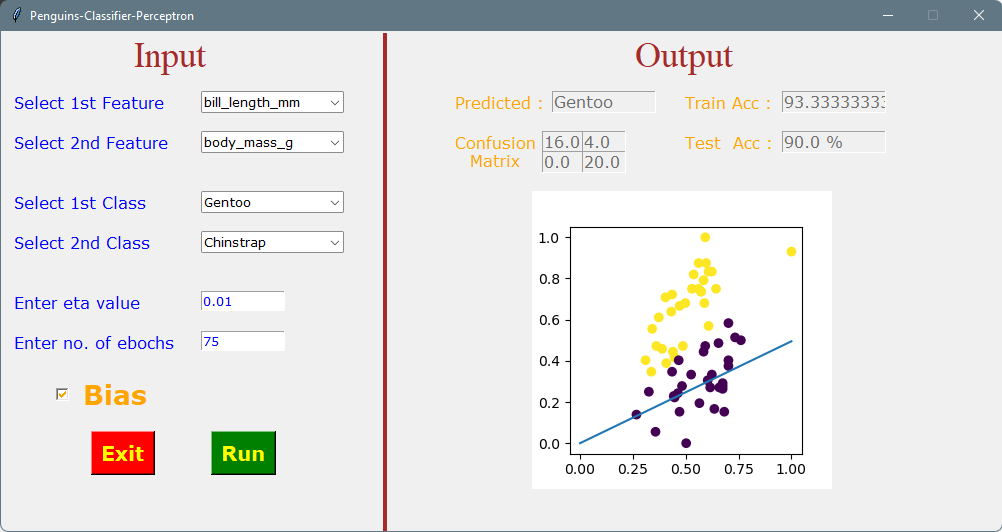 Penguins-Classifier-Perceptron
Input
Select 1st Feature bill_length_mm
Select 2nd Feature body_mass_g
Select 1st Class Gentoo
Select 2nd Class Chinstrap
Enter eta value 0.01
Enter no. of ebochs 75
Bias
Exit Run
Output
Predicted : Gentoo Train Acc : 93.33333333
Confusion Matrix 16.0 4.0 Test Acc : 90.0 %
0.0 20.0
1.0
0.8
0.6
0.4
0.2
0.0
0.00 0.25 0.50 0.75 1.00